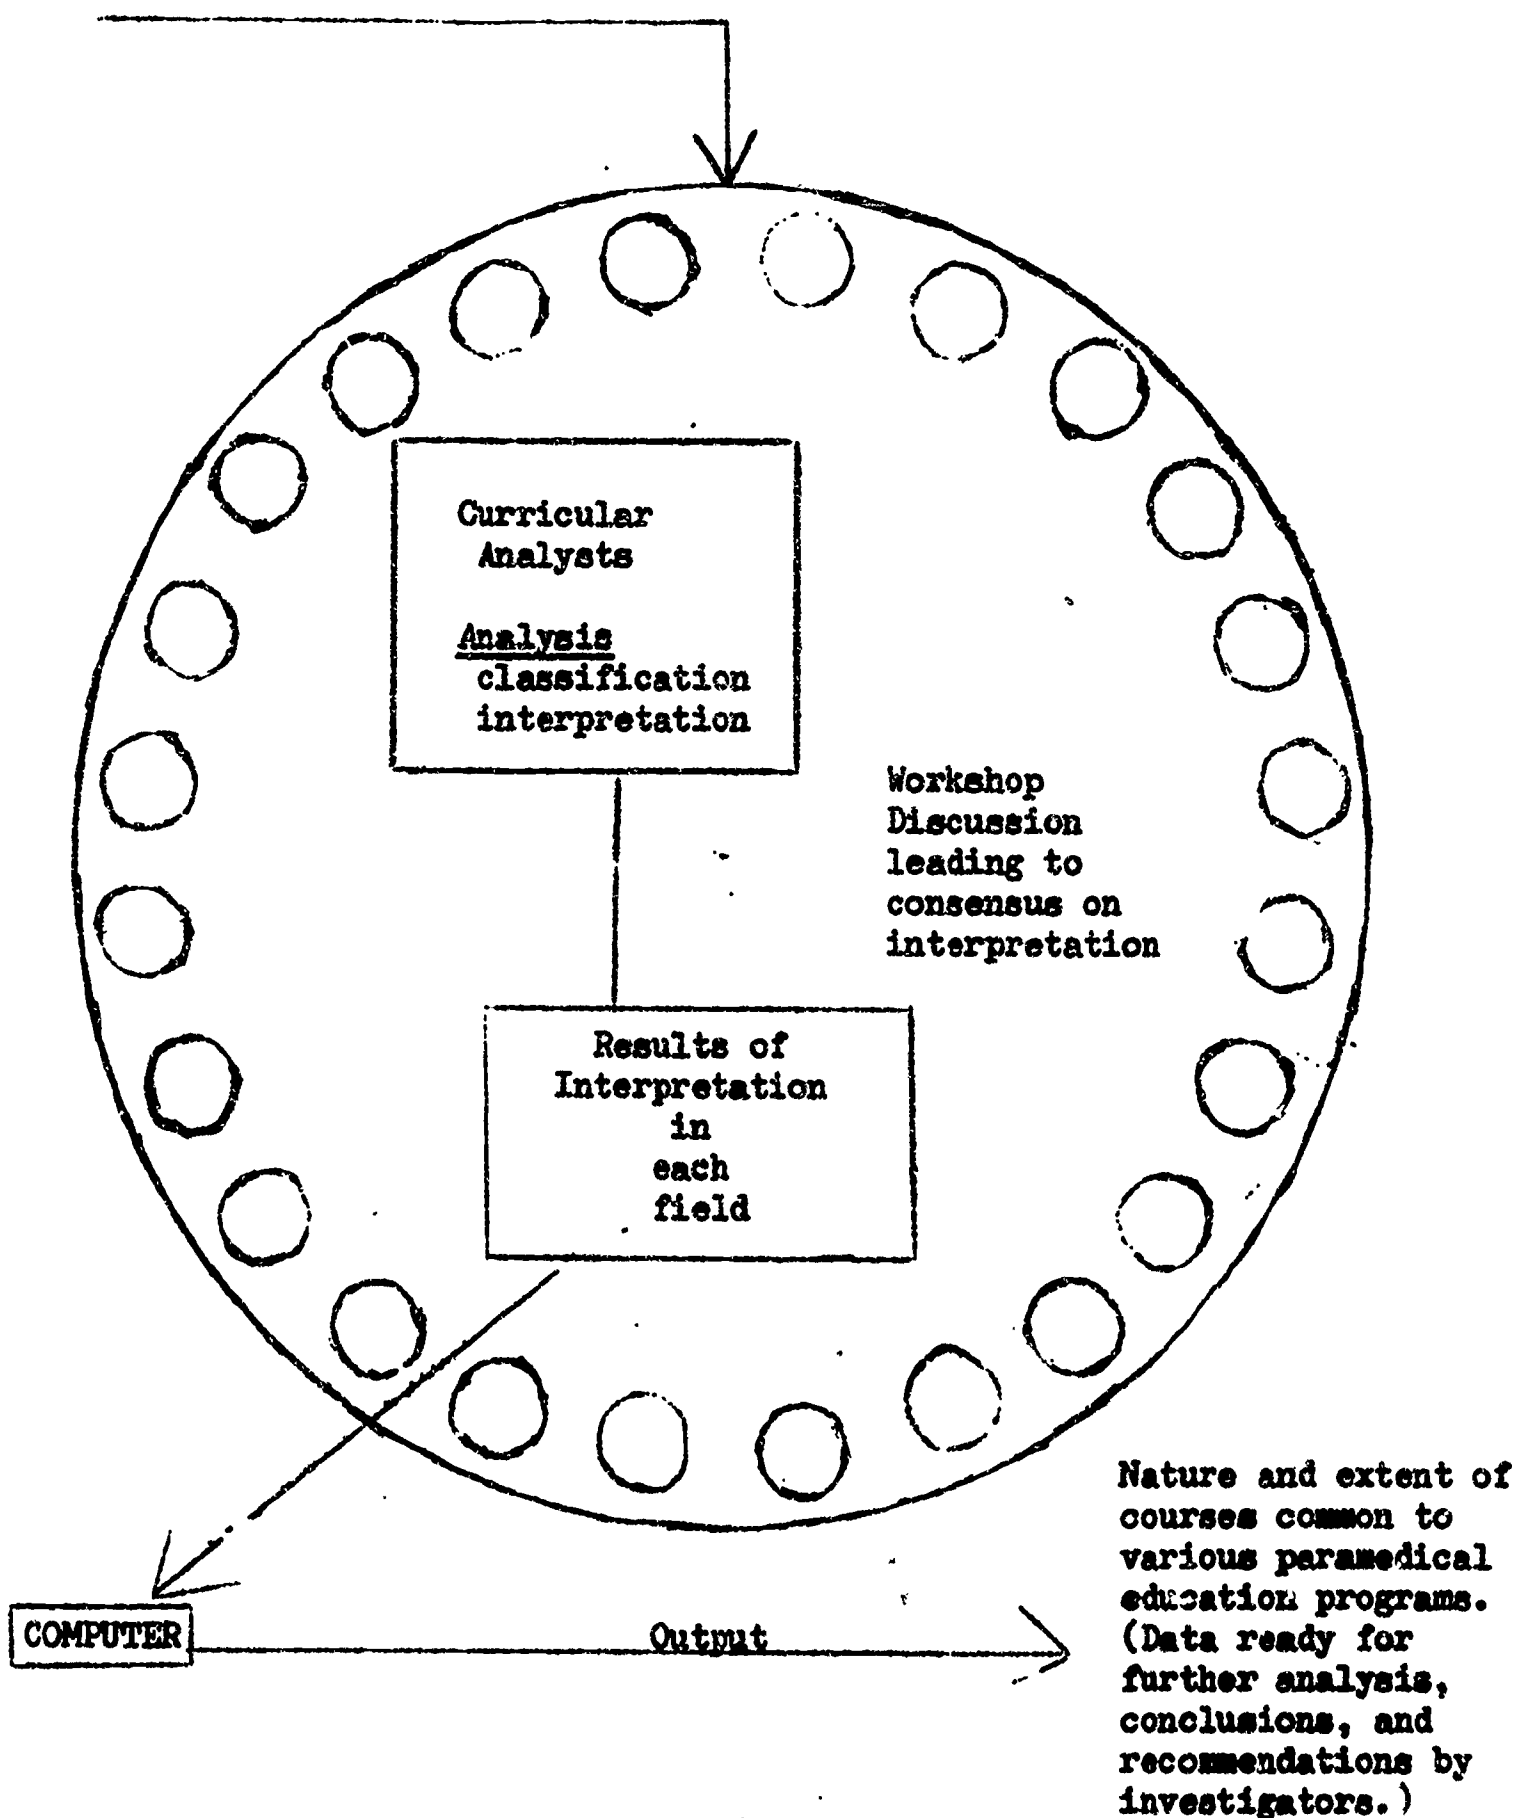 Curricular
Analysts
Analysis
classification
interpretation
Workshop
Discussion
leading to
consensus on
interpretation
Results of
Interpretation
in
each
field
COMPUTER
Output
Nature and extent of
courses common to
various paramedical
education programs.
(Data ready for
further analysis,
conclusions, and
recommendations by
investigators.)